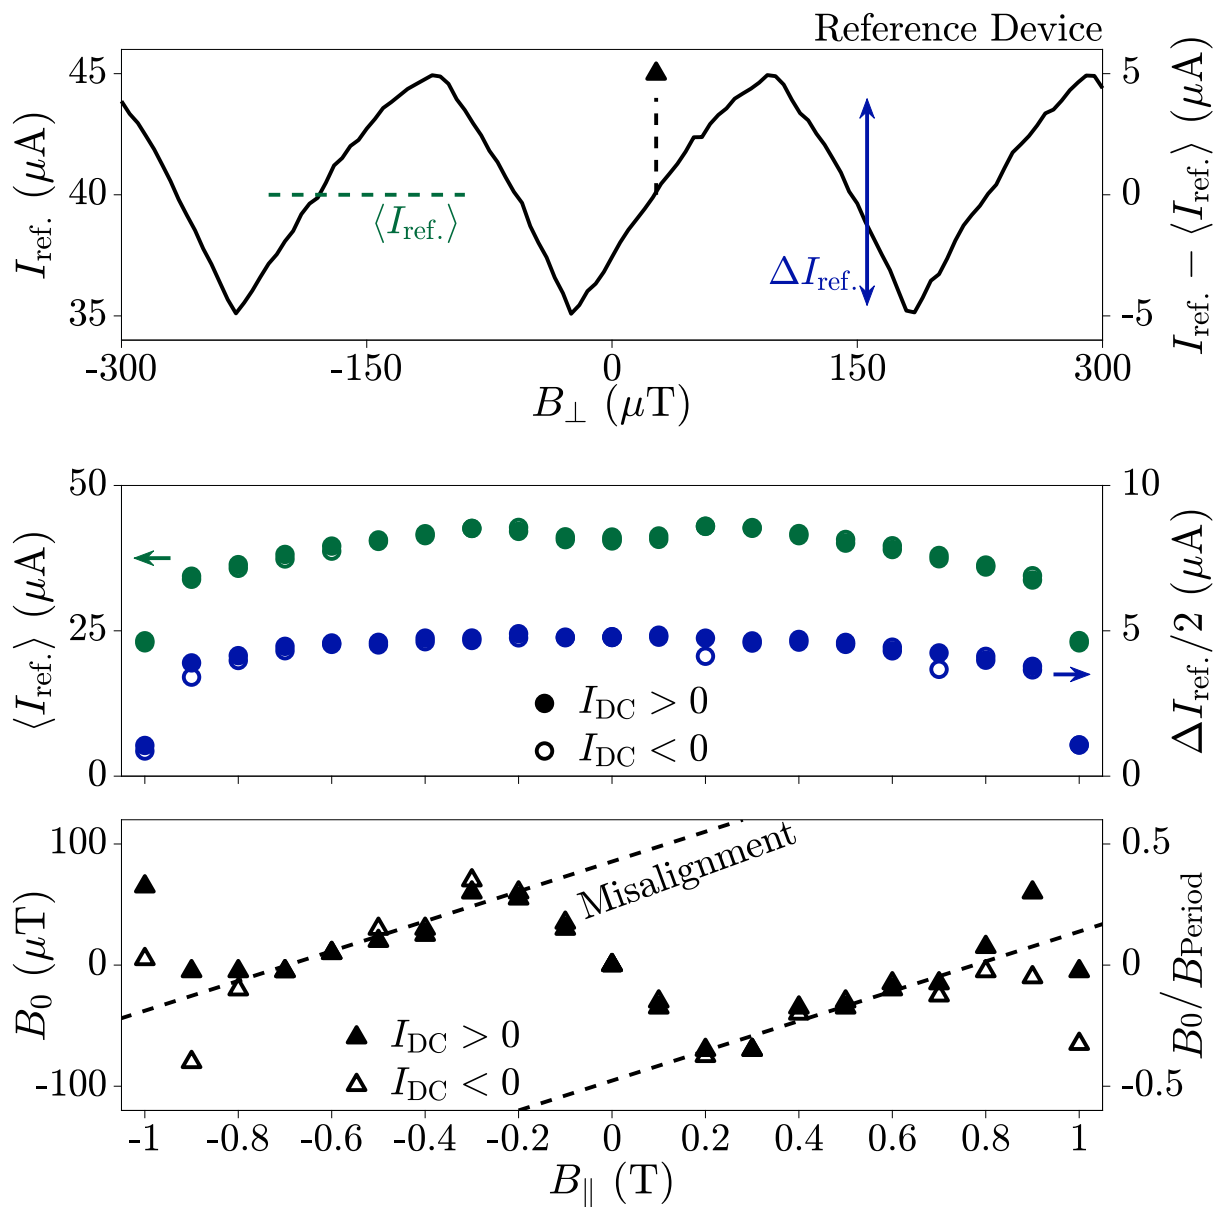 Reference Device
45
40
35
I_ref. (μA)
5
0
-5
I_ref. − ⟨I_ref.⟩ (μA)
⟨I_ref.⟩
ΔI_ref.
-300
-150
0
150
300
B_⊥ (μT)
50
25
0
⟨I_ref.⟩ (μA)
10
5
0
ΔI_ref./2 (μA)
I_DC > 0
I_DC < 0
100
0
-100
B_0 (μT)
0.5
0
-0.5
B_0/B_Period
Misalignment
I_DC > 0
I_DC < 0
-1
-0.8
-0.6
-0.4
-0.2
0
0.2
0.4
0.6
0.8
1
B_∥ (T)